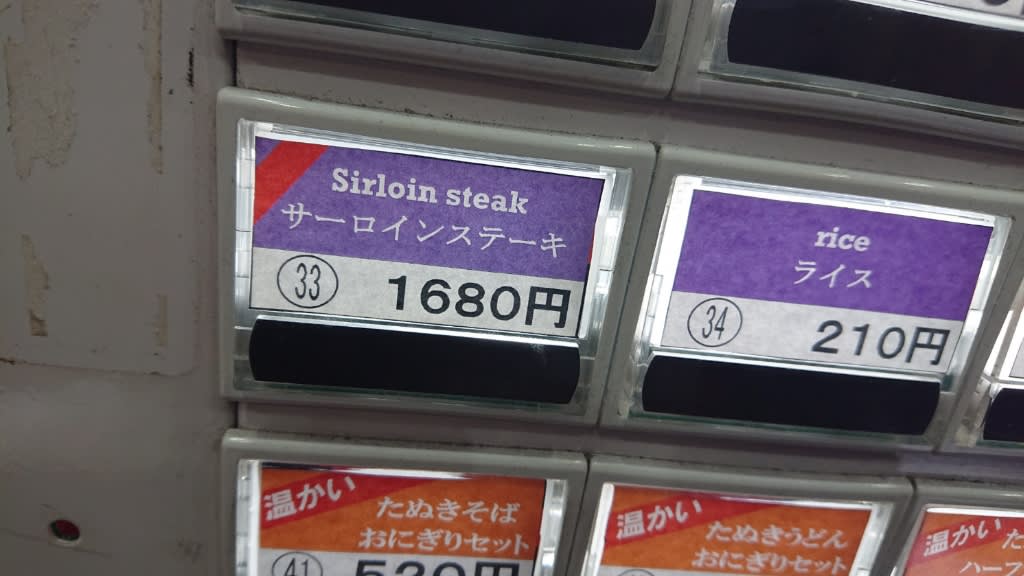 Sirloin steak
サーロインステーキ
33 1680円
rice
ライス
34 210円
温かい
たぬきそば
おにぎりセット
41
温かい
たぬきうどん
おにぎりセット
温かい
ハーフ